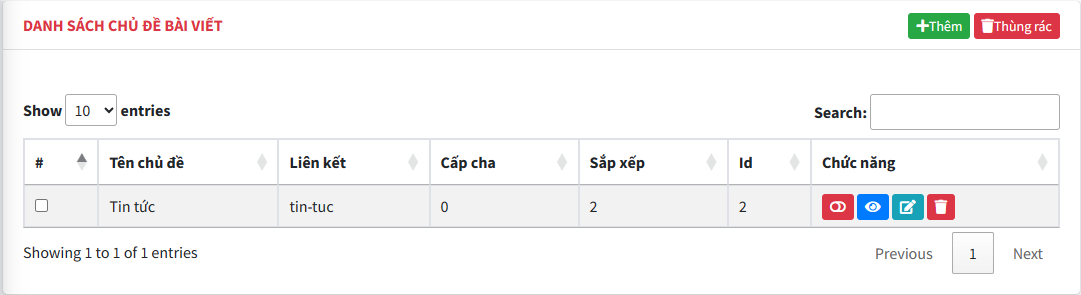 DANH SÁCH CHỦ ĐỀ BÀI VIẾT Thêm Thùng rác
Show 10 entries Search:
# Tên chủ đề Liên kết Cấp cha Sắp xếp Id Chức năng
Tin tức tin-tuc 0 2 2
Showing 1 to 1 of 1 entries Previous 1 Next